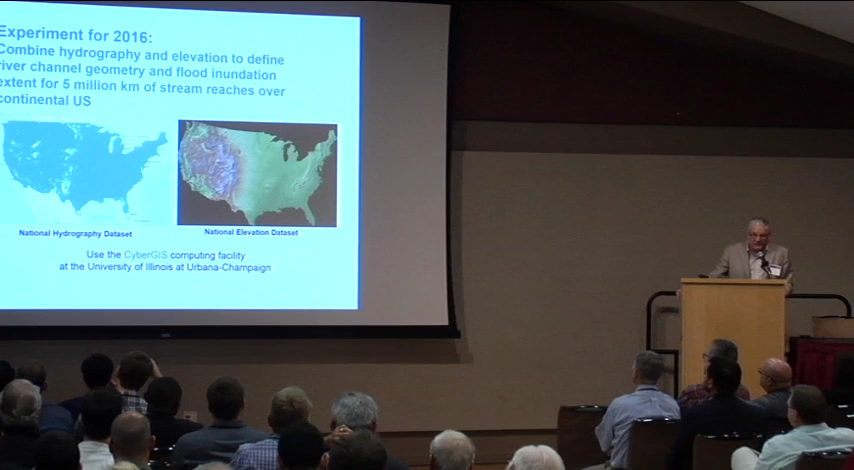 Experiment for 2016:
Combine hydrography and elevation to define
river channel geometry and flood inundation
extent for 5 million km of stream reaches over
continental US
National Hydrography Dataset
National Elevation Dataset
Use the CyberGIS computing facility
at the University of Illinois at Urbana-Champaign